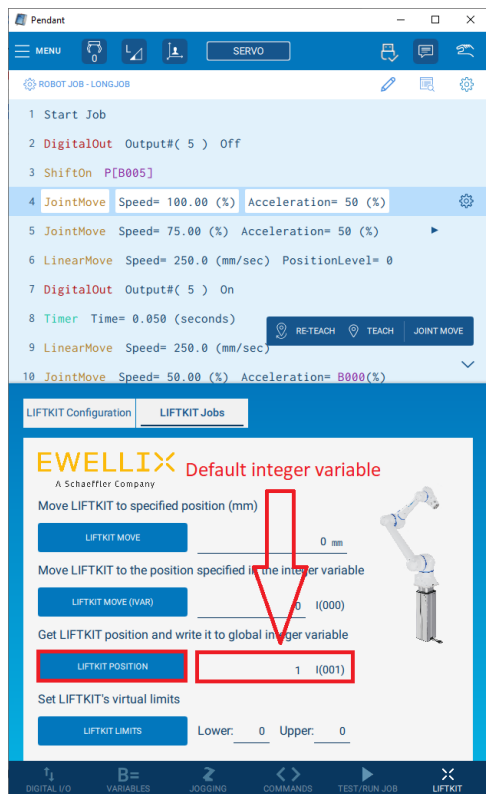 Pendant
MENU
0
SERVO
ROBOT JOB - LONGJOB
1 Start Job
2 DigitalOut Output#( 5 ) Off
3 ShiftOn P[B005]
4 JointMove Speed= 100.00 (%) Acceleration= 50 (%)
5 JointMove Speed= 75.00 (%) Acceleration= 50 (%)
6 LinearMove Speed= 250.0 (mm/sec) PositionLevel= 0
7 DigitalOut Output#( 5 ) On
8 Timer Time= 0.050 (seconds)
RE-TEACH TEACH JOINT MOVE
9 LinearMove Speed= 250.0 (mm/sec)
10 JointMove Speed= 50.00 (%) Acceleration= B000(%)
LIFTKIT Configuration LIFTKIT Jobs
EWELLIX
A Schaeffler Company
Default integer variable
Move LIFTKIT to specified position (mm)
LIFTKIT MOVE 0 mm
Move LIFTKIT to the position specified in the integer variable
LIFTKIT MOVE (IVAR) 0 I(000)
Get LIFTKIT position and write it to global integer variable
LIFTKIT POSITION 1 I(001)
Set LIFTKIT's virtual limits
LIFTKIT LIMITS Lower: 0 Upper: 0
DIGITAL I/O VARIABLES JOGGING COMMANDS TEST/RUN JOB LIFTKIT